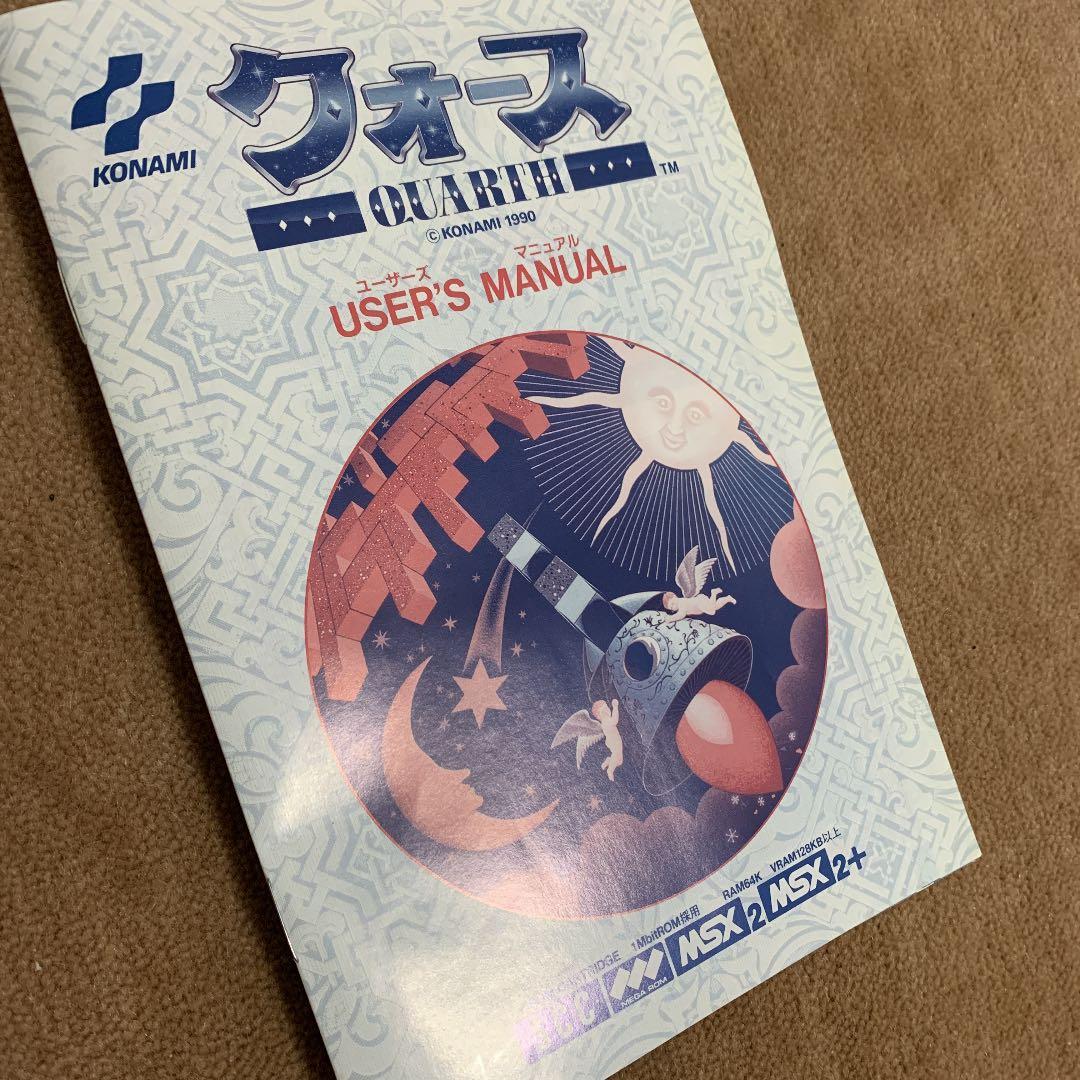 KONAMI
クォース
QUARTH TM
© KONAMI 1990
ユーザーズ マニュアル
USER'S MANUAL
1MbitROM採用 RAM64K VRAM128KB以上
SCC MEGA ROM MSX 2 MSX 2+